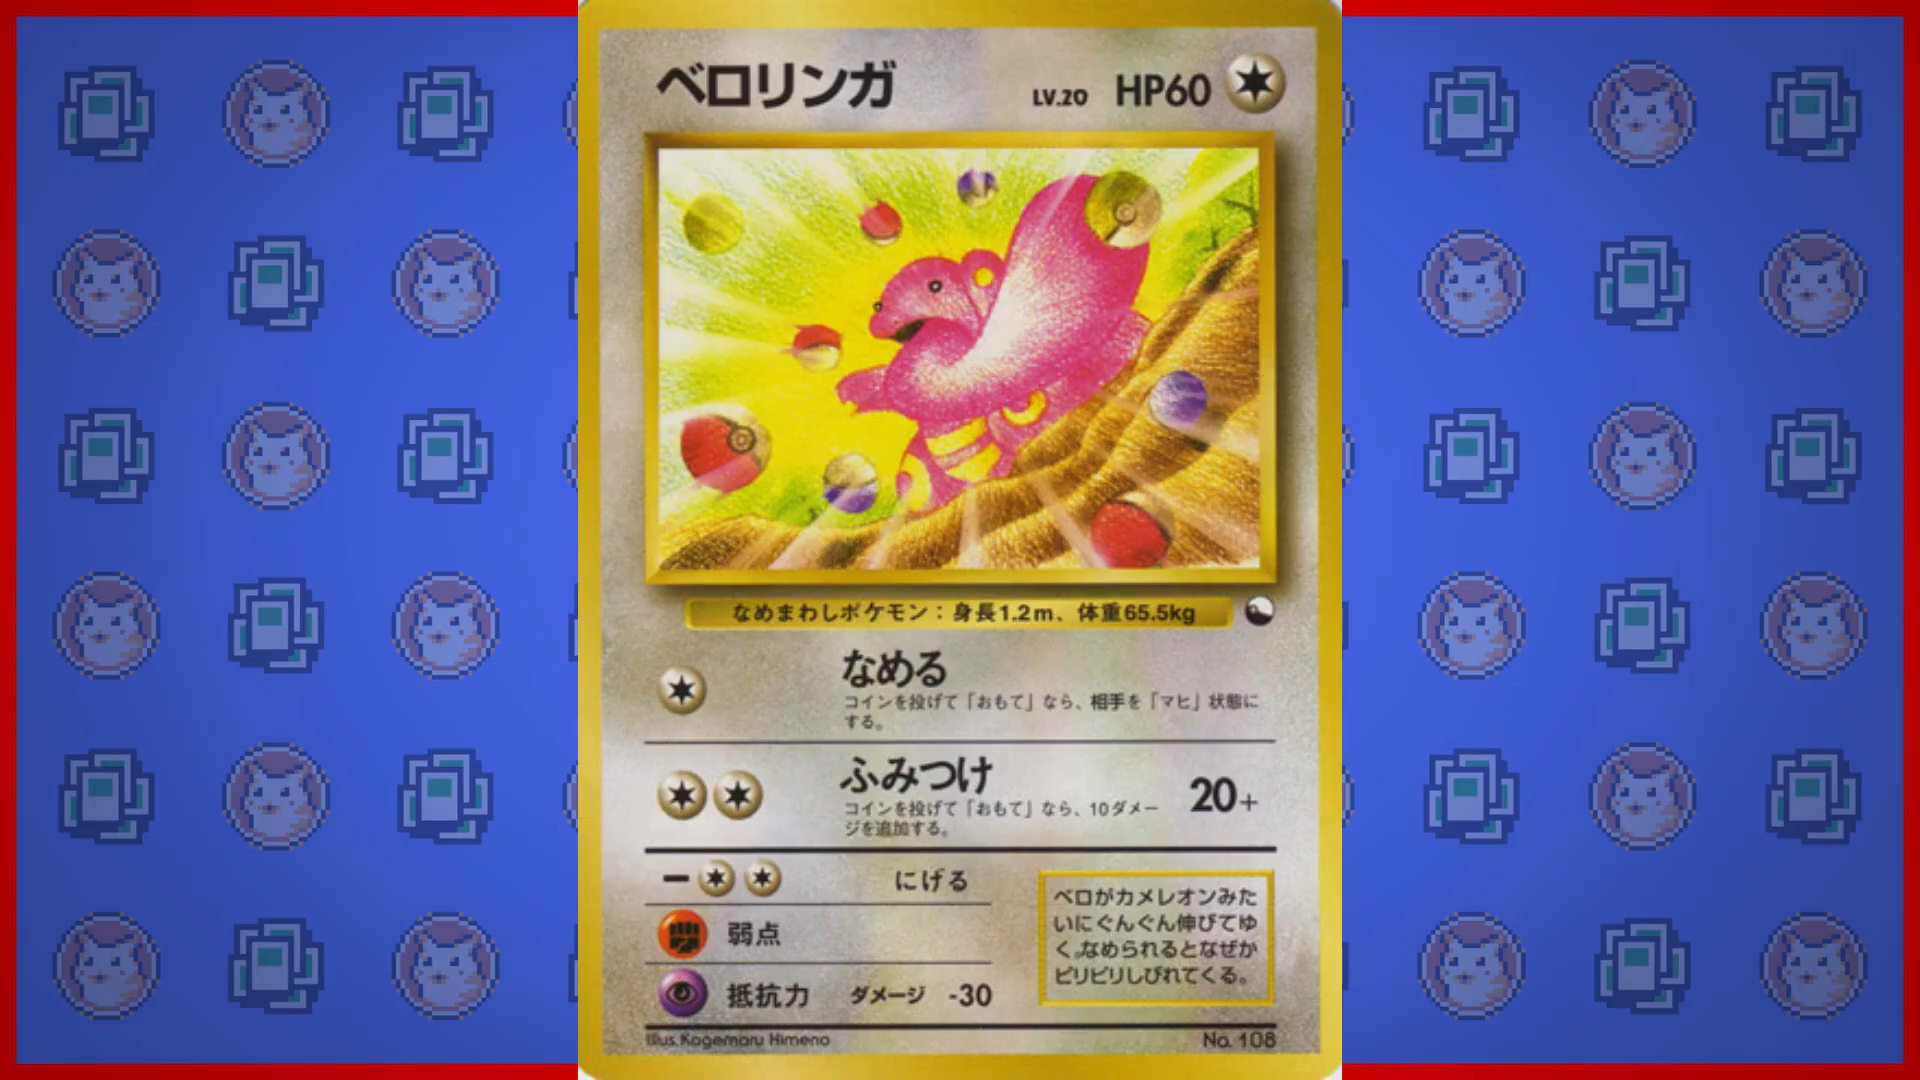 ベロリンガ LV.20 HP60
なめまわしポケモン：身長1.2m、体重65.5kg
なめる
コインを投げて「おもて」なら、相手を「マヒ」状態に
する。
ふみつけ 20+
コインを投げて「おもて」なら、10ダメー
ジを追加する。
にげる
弱点
抵抗力 ダメージ -30
ベロがカメレオンみた
いにぐんぐん伸びてゆ
く。なめられるとなぜか
ピリピリしびれてくる。
Illus. Kagemaru Himeno No. 108